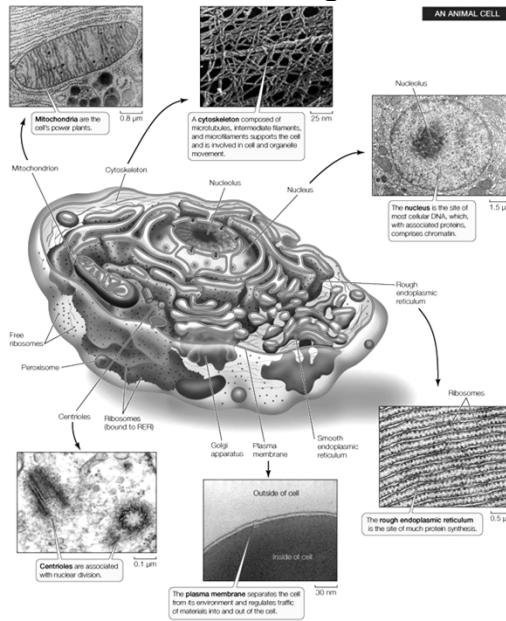 AN ANIMAL CELL
Mitochondria are the
cell's power plants.
0.8 µm
A cytoskeleton composed of
microtubules, intermediate filaments,
and microfilaments supports the cell
and is involved in cell and organelle
movement.
25 nm
Nucleolus
1.5 µm
The nucleus is the site of
most cellular DNA, which,
with associated proteins,
comprises chromatin.
Mitochondrion
Cytoskeleton
Nucleolus
Nucleus
Rough
endoplasmic
reticulum
Free
ribosomes
Peroxisome
Centrioles
Ribosomes
(bound to RER)
Golgi
apparatus
Plasma
membrane
Smooth
endoplasmic
reticulum
Ribosomes
0.5 µ
The rough endoplasmic reticulum
is the site of much protein synthesis.
Centrioles are associated
with nuclear division.
0.1 µm
Outside of cell
Inside of cell
30 nm
The plasma membrane separates the cell
from its environment and regulates traffic
of materials into and out of the cell.